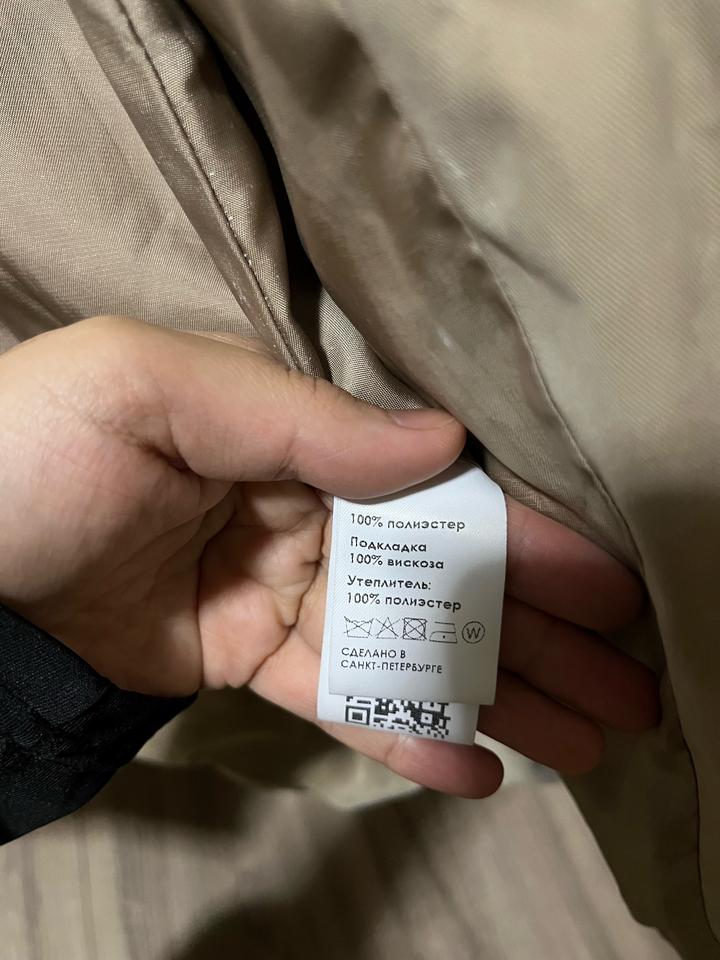 100% полиэстер
Подкладка
100% вискоза
Утеплитель:
100% полиэстер
W
СДЕЛАНО В
САНКТ-ПЕТЕРБУРГЕ